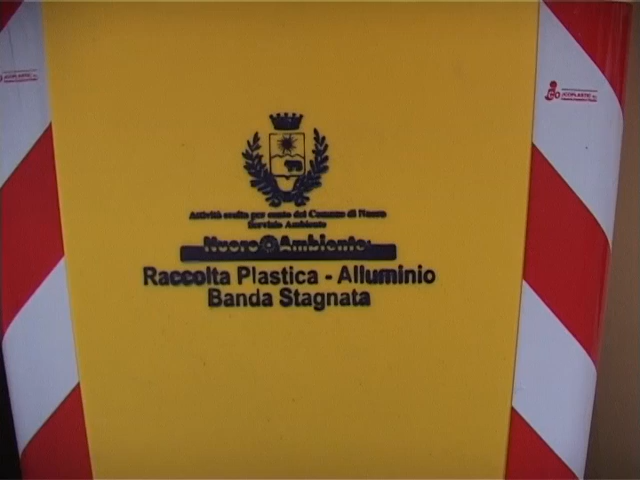 Attività svolta per conto del Comune di Nuoro
Servizio Ambiente
Nuoro Ambiente
Raccolta Plastica - Alluminio
Banda Stagnata